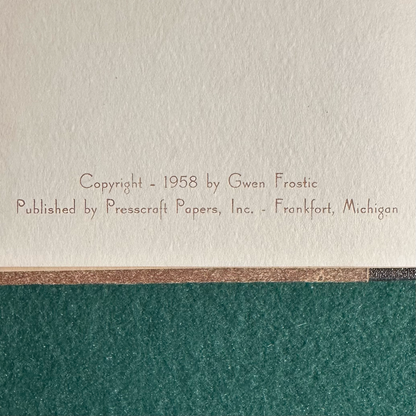 Copyright - 1958 by Gwen Frostic
Published by Presscraft Papers, Inc. - Frankfort, Michigan